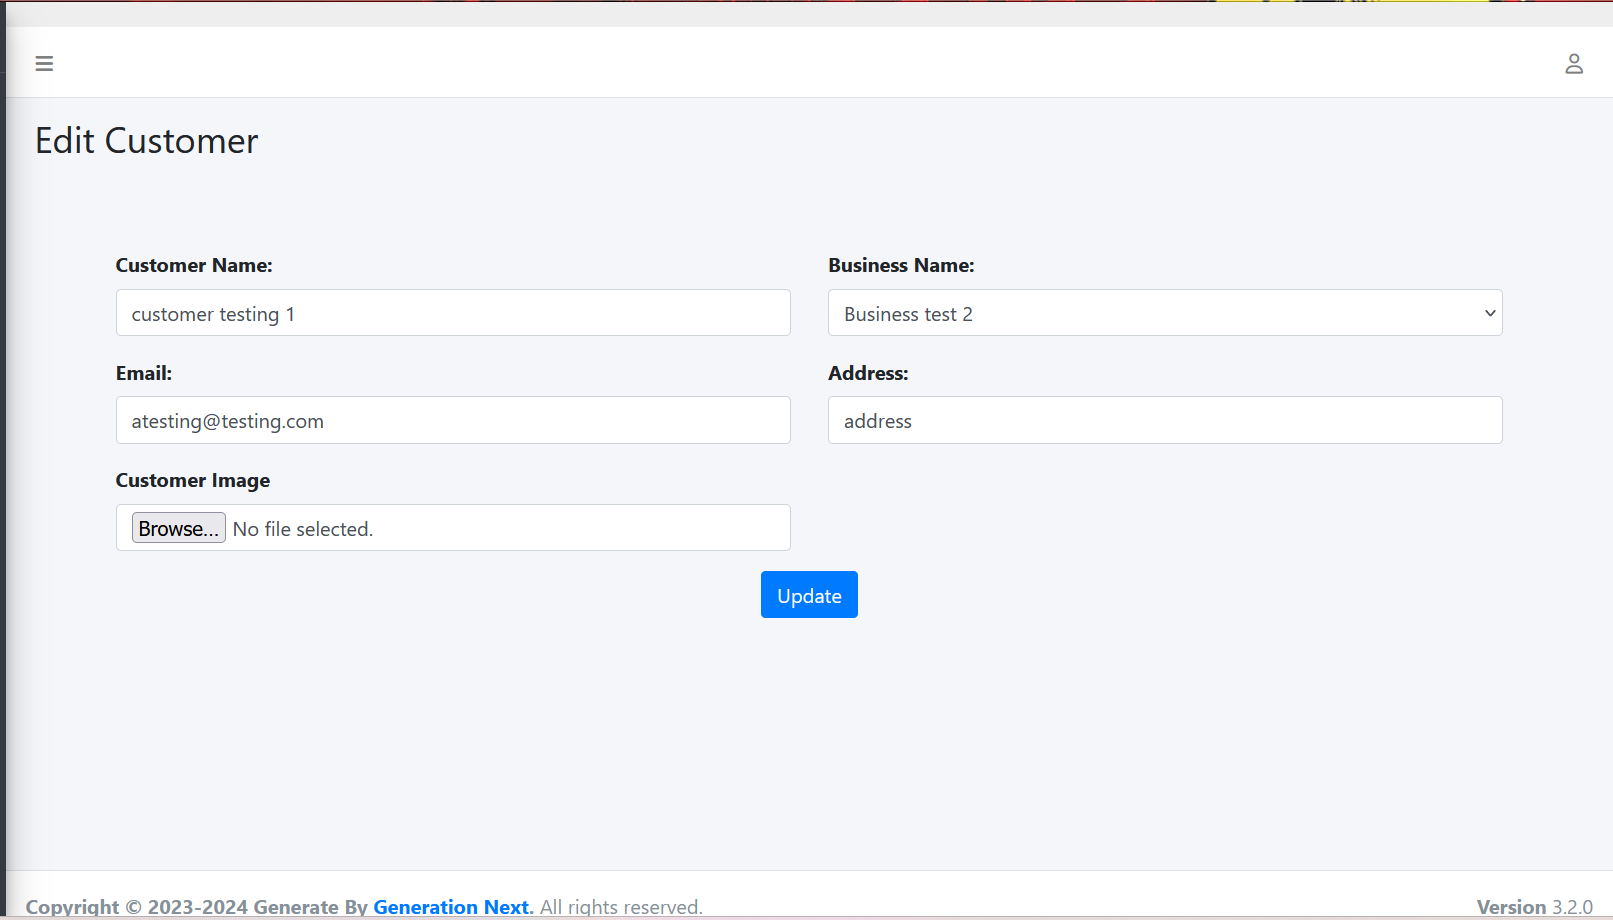 Edit Customer
Customer Name:
Business Name:
customer testing 1
Business test 2
Email:
Address:
atesting@testing.com
address
Customer Image
Browse... No file selected.
Update
Copyright © 2023-2024 Generate By Generation Next. All rights reserved.
Version 3.2.0